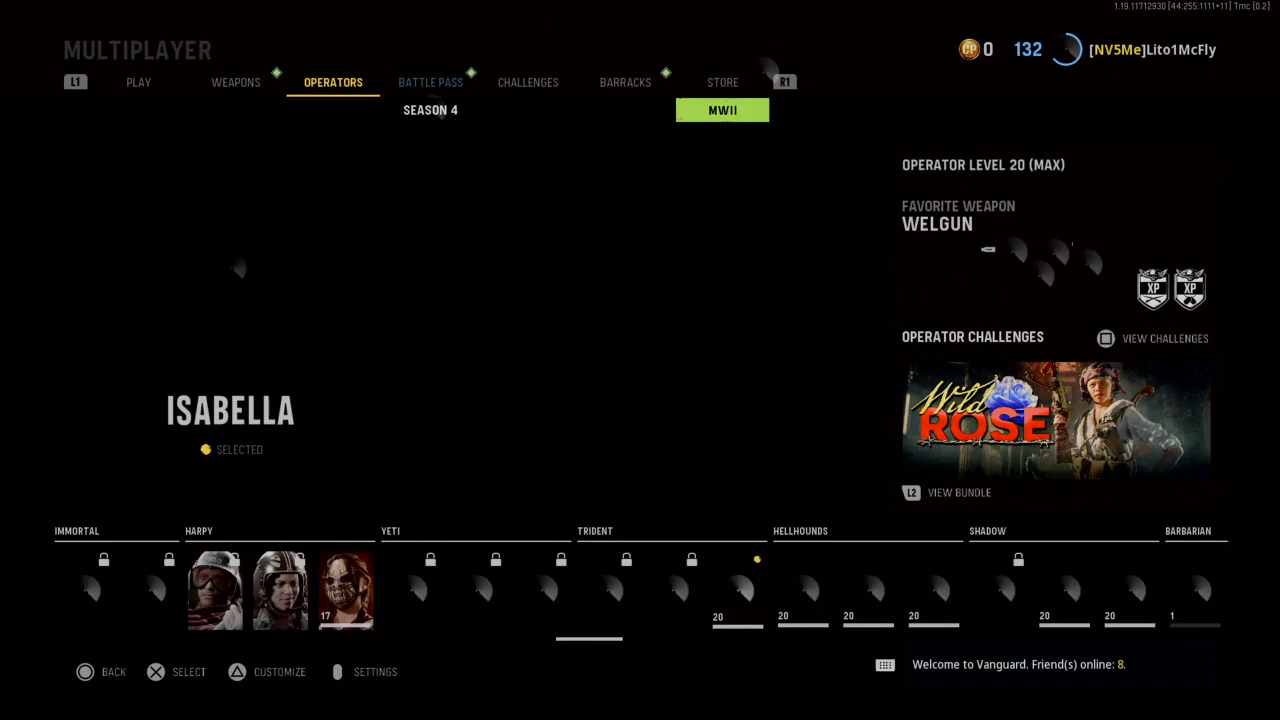 1.19.11712930 [44:255:1111+11] Tmc [0.2]
MULTIPLAYER
CP 0 132 [NV5Me]Lito1McFly
L1 PLAY WEAPONS OPERATORS BATTLE PASS CHALLENGES BARRACKS STORE R1
SEASON 4 MWII
OPERATOR LEVEL 20 (MAX)
FAVORITE WEAPON
WELGUN
XP XP
OPERATOR CHALLENGES VIEW CHALLENGES
Wild
ROSE
ISABELLA
SELECTED
L2 VIEW BUNDLE
IMMORTAL HARPY YETI TRIDENT HELLHOUNDS SHADOW BARBARIAN
17 20 20 20 20 20 20 1
BACK SELECT CUSTOMIZE SETTINGS
Welcome to Vanguard. Friend(s) online: 8.